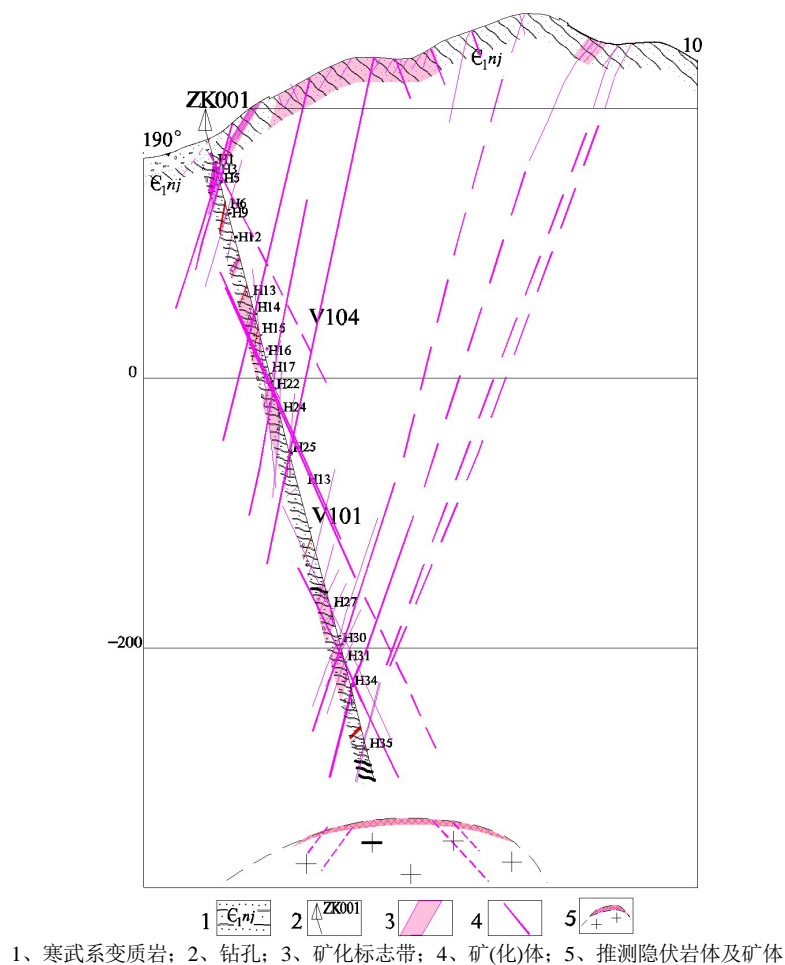 10
Є₁nj
ZK001
190°
Є₁nj
H1
H3
H5
H6
H9
H12
H13
H14
V104
H15
H16
H17
0
H22
H24
H25
H13
V101
H27
-200
H30
H31
H34
H35
1 Є₁nj 2 ZK001 3 4 5
1、寒武系变质岩；2、钻孔；3、矿化标志带；4、矿(化)体；5、推测隐伏岩体及矿体